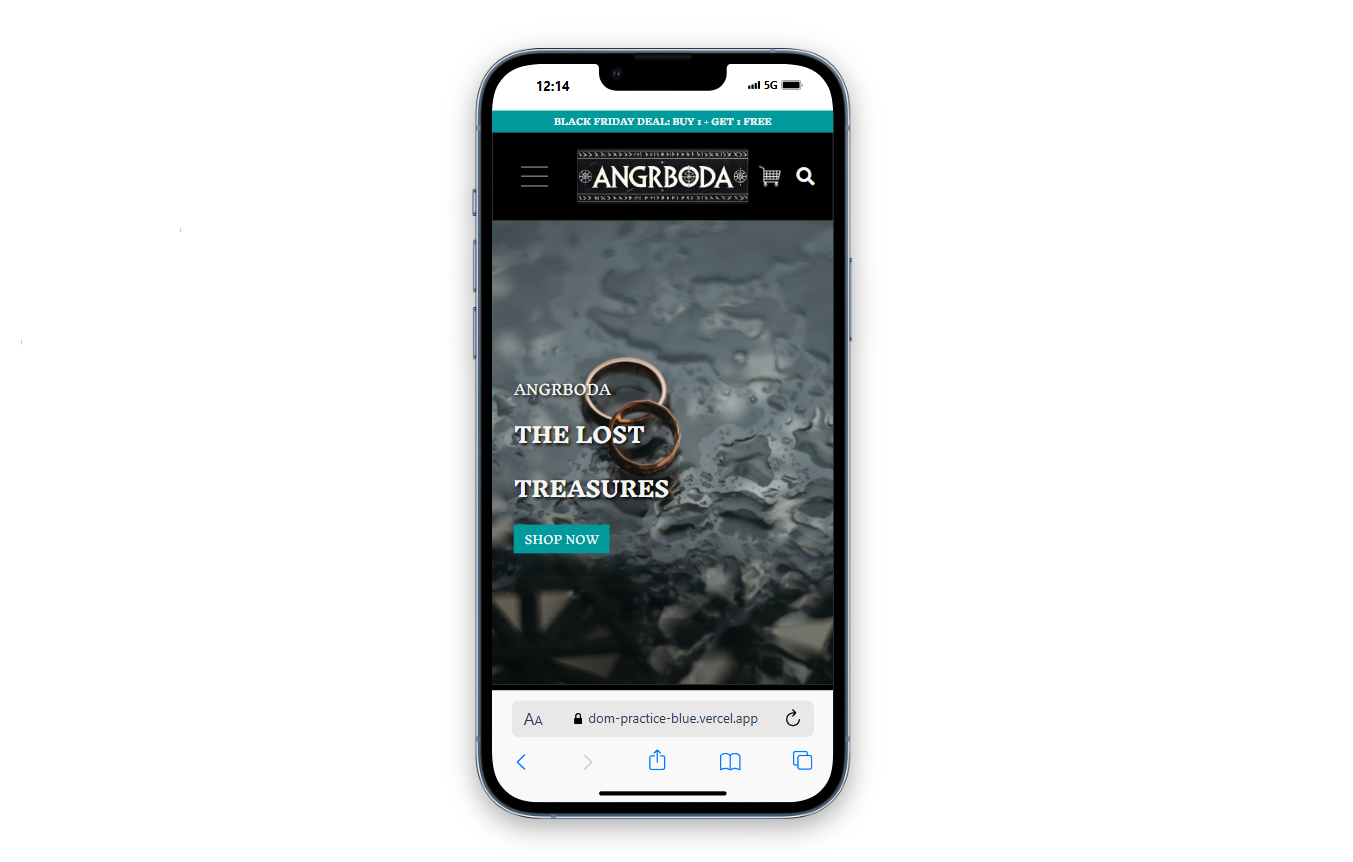 12:14
5G
BLACK FRIDAY DEAL: BUY 1 + GET 1 FREE
ANGRBODA
ANGRBODA
THE LOST
TREASURES
SHOP NOW
AA dom-practice-blue.vercel.app